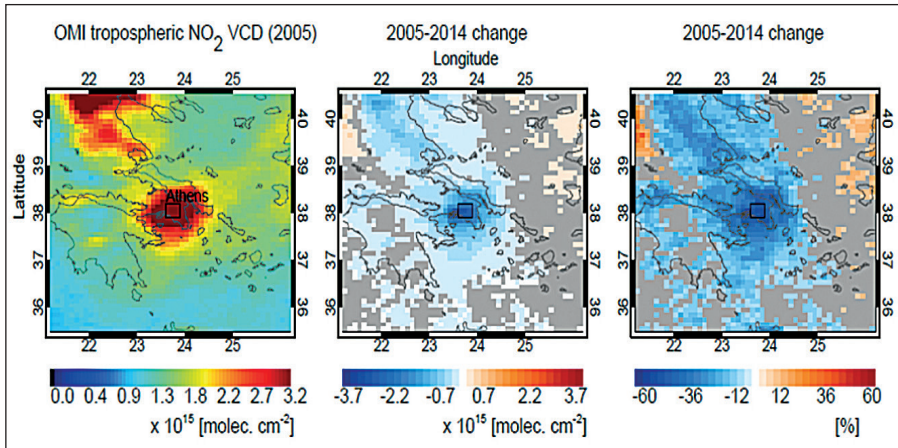 OMI tropospheric NO2 VCD (2005)
2005-2014 change
Longitude
2005-2014 change
22 23 24 25
22 23 24 25
22 23 24 25
Latitude
40
39
38
37
36
Athens
40
39
38
37
36
40
39
38
37
36
22 23 24 25
22 23 24 25
22 23 24 25
0.0 0.4 0.9 1.3 1.8 2.2 2.7 3.2
x 10^15 [molec. cm^-2]
-3.7 -2.2 -0.7 0.7 2.2 3.7
x 10^15 [molec. cm^-2]
-60 -36 -12 12 36 60
[%]